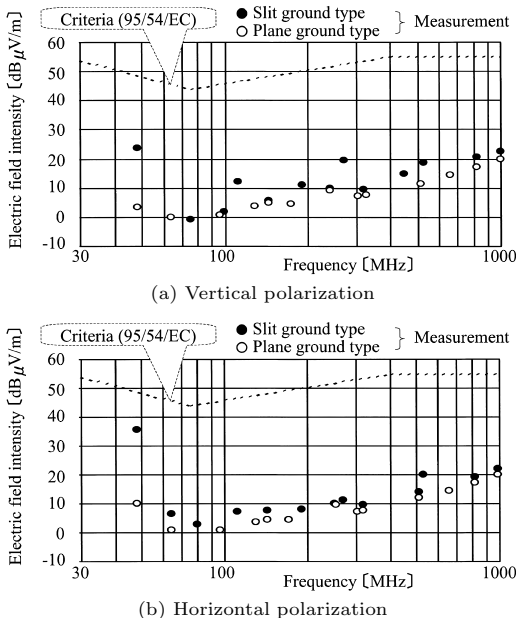 Criteria (95/54/EC)
Slit ground type
Plane ground type
Measurement
Electric field intensity〔dBμV/m〕
60
50
40
30
20
10
0
-10
30
100
1000
Frequency〔MHz〕
(a) Vertical polarization
Criteria (95/54/EC)
Slit ground type
Plane ground type
Measurement
Electric field intensity〔dBμV/m〕
60
50
40
30
20
10
0
-10
30
100
1000
Frequency〔MHz〕
(b) Horizontal polarization